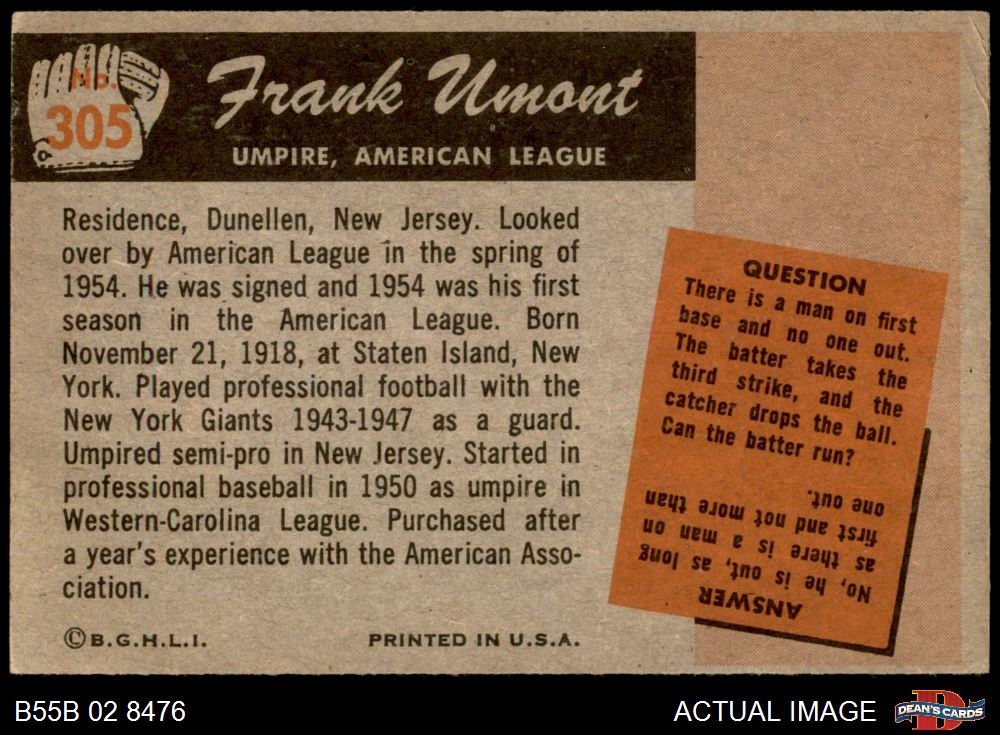 No.
305
Frank Umont
UMPIRE, AMERICAN LEAGUE
Residence, Dunellen, New Jersey. Looked
over by American League in the spring of
1954. He was signed and 1954 was his first
season in the American League. Born
November 21, 1918, at Staten Island, New
York. Played professional football with the
New York Giants 1943-1947 as a guard.
Umpired semi-pro in New Jersey. Started in
professional baseball in 1950 as umpire in
Western-Carolina League. Purchased after
a year's experience with the American Asso-
ciation.
©B.G.H.L.I.
PRINTED IN U.S.A.
QUESTION
There is a man on first
base and no one out.
The batter takes the
third strike, and the
catcher drops the ball.
Can the batter run?
ANSWER
No, he is out, as long
as there is a man on
first and not more than
one out.
B55B 02 8476
ACTUAL IMAGE
DEAN'S CARDS